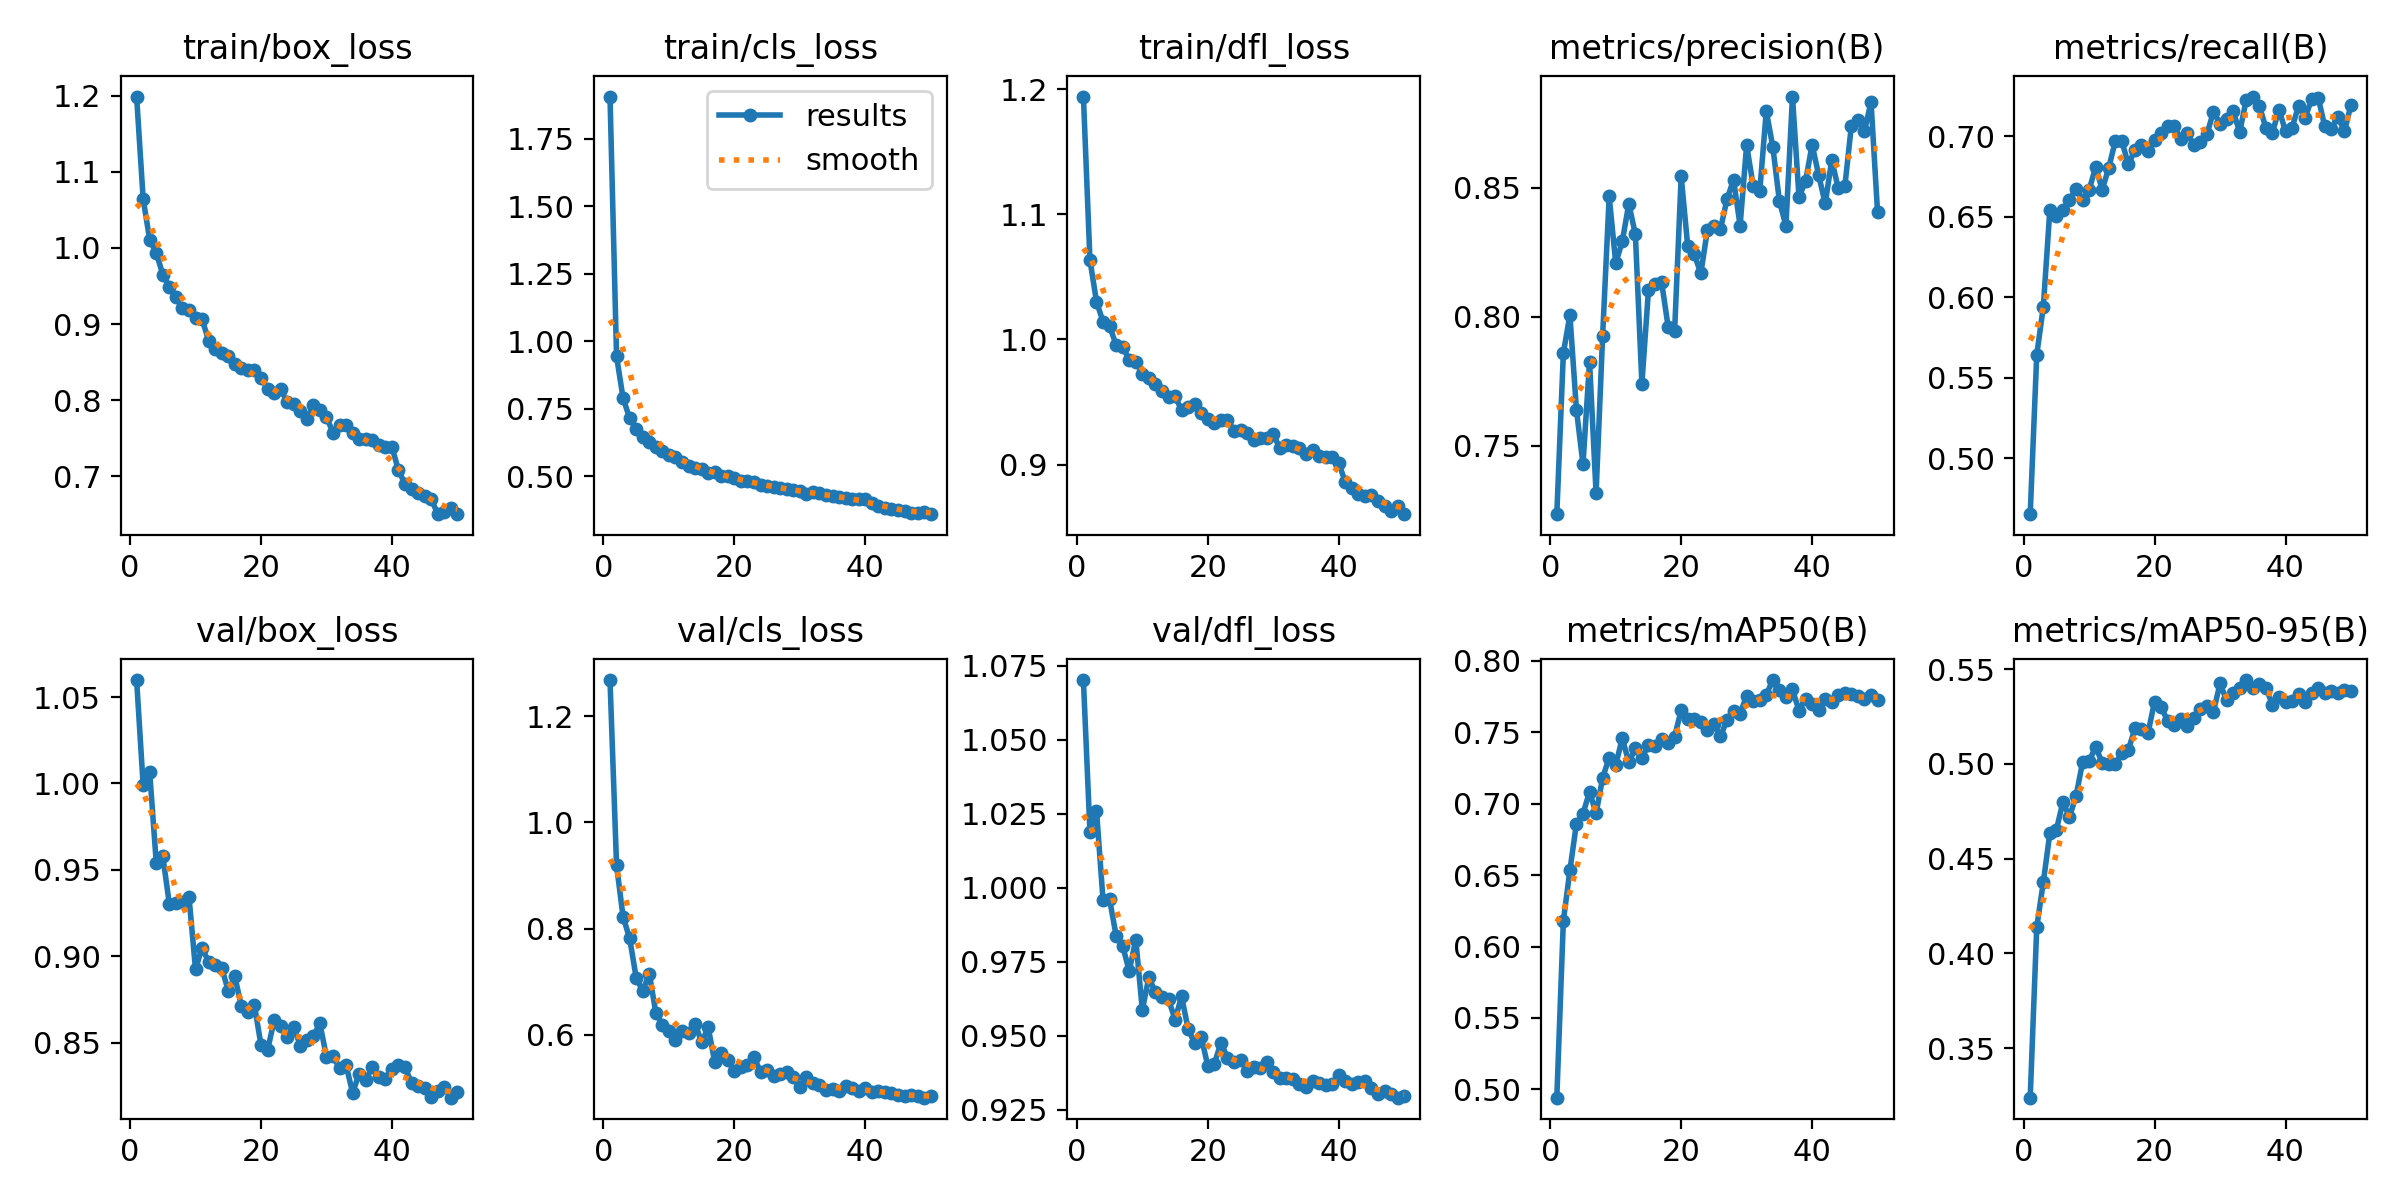 train/box_loss
1.2
1.1
1.0
0.9
0.8
0.7
0 20 40
train/cls_loss
results
smooth
1.75
1.50
1.25
1.00
0.75
0.50
0 20 40
train/dfl_loss
1.2
1.1
1.0
0.9
0 20 40
metrics/precision(B)
0.85
0.80
0.75
0 20 40
metrics/recall(B)
0.70
0.65
0.60
0.55
0.50
0 20 40
val/box_loss
1.05
1.00
0.95
0.90
0.85
0 20 40
val/cls_loss
1.2
1.0
0.8
0.6
0 20 40
val/dfl_loss
1.075
1.050
1.025
1.000
0.975
0.950
0.925
0 20 40
metrics/mAP50(B)
0.80
0.75
0.70
0.65
0.60
0.55
0.50
0 20 40
metrics/mAP50-95(B)
0.55
0.50
0.45
0.40
0.35
0 20 40